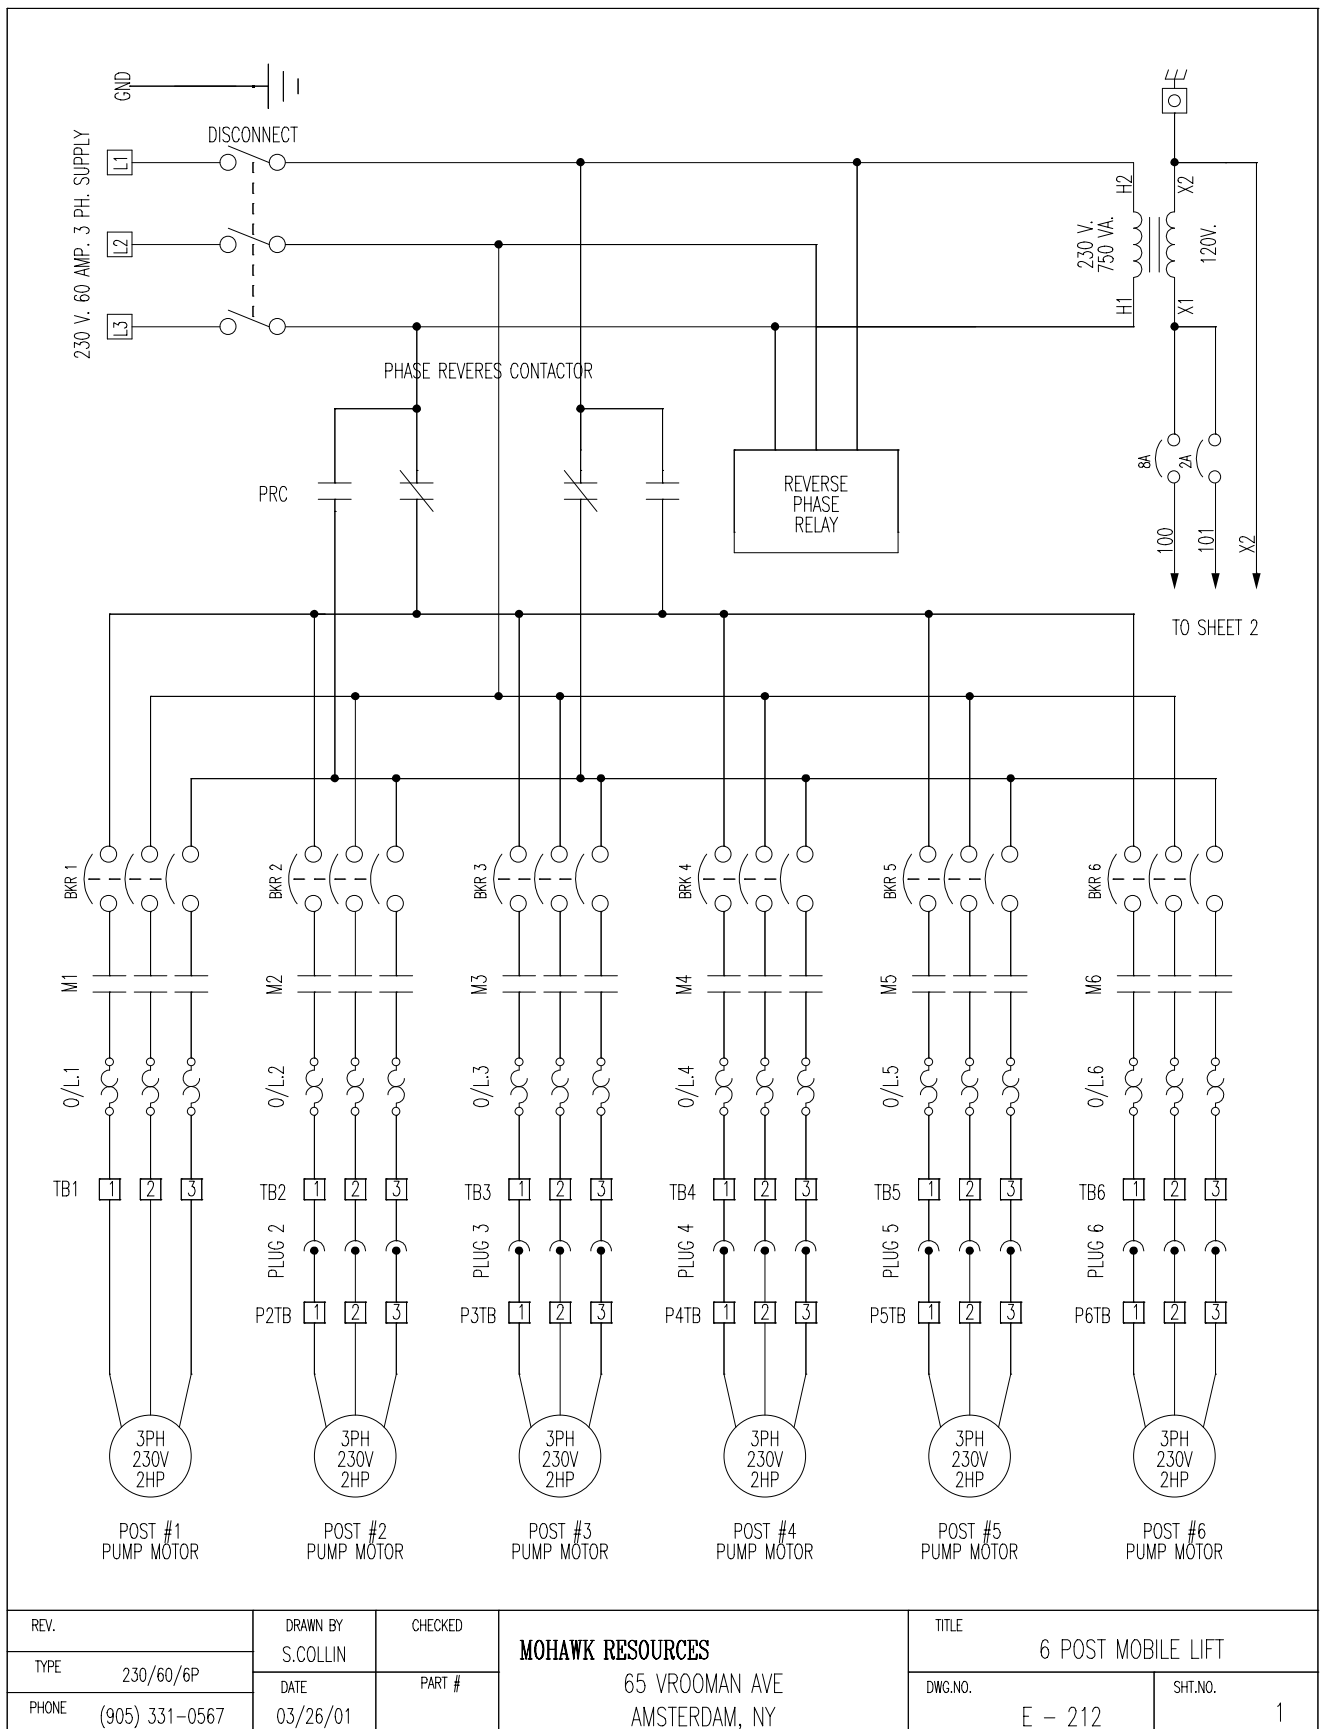 GND
DISCONNECT
230 V. 60 AMP. 3 PH. SUPPLY
L1
L2
L3
H2
X2
230 V.
750 VA.
120V.
H1
X1
PHASE REVERES CONTACTOR
PRC
REVERSE
PHASE
RELAY
8A
2A
100
101
X2
TO SHEET 2
BKR 1
BKR 2
BKR 3
BRK 4
BKR 5
BKR 6
M1
M2
M3
M4
M5
M6
O/L.1
O/L.2
O/L.3
O/L.4
O/L.5
O/L.6
TB1 1 2 3
TB2 1 2 3
TB3 1 2 3
TB4 1 2 3
TB5 1 2 3
TB6 1 2 3
PLUG 2
PLUG 3
PLUG 4
PLUG 5
PLUG 6
P2TB 1 2 3
P3TB 1 2 3
P4TB 1 2 3
P5TB 1 2 3
P6TB 1 2 3
3PH
230V
2HP
3PH
230V
2HP
3PH
230V
2HP
3PH
230V
2HP
3PH
230V
2HP
3PH
230V
2HP
POST #1
PUMP MOTOR
POST #2
PUMP MOTOR
POST #3
PUMP MOTOR
POST #4
PUMP MOTOR
POST #5
PUMP MOTOR
POST #6
PUMP MOTOR
REV.
TYPE 230/60/6P
PHONE (905) 331-0567
DRAWN BY
S.COLLIN
DATE
03/26/01
CHECKED
PART #
MOHAWK RESOURCES
65 VROOMAN AVE
AMSTERDAM, NY
TITLE
6 POST MOBILE LIFT
DWG.NO.
E - 212
SHT.NO.
1